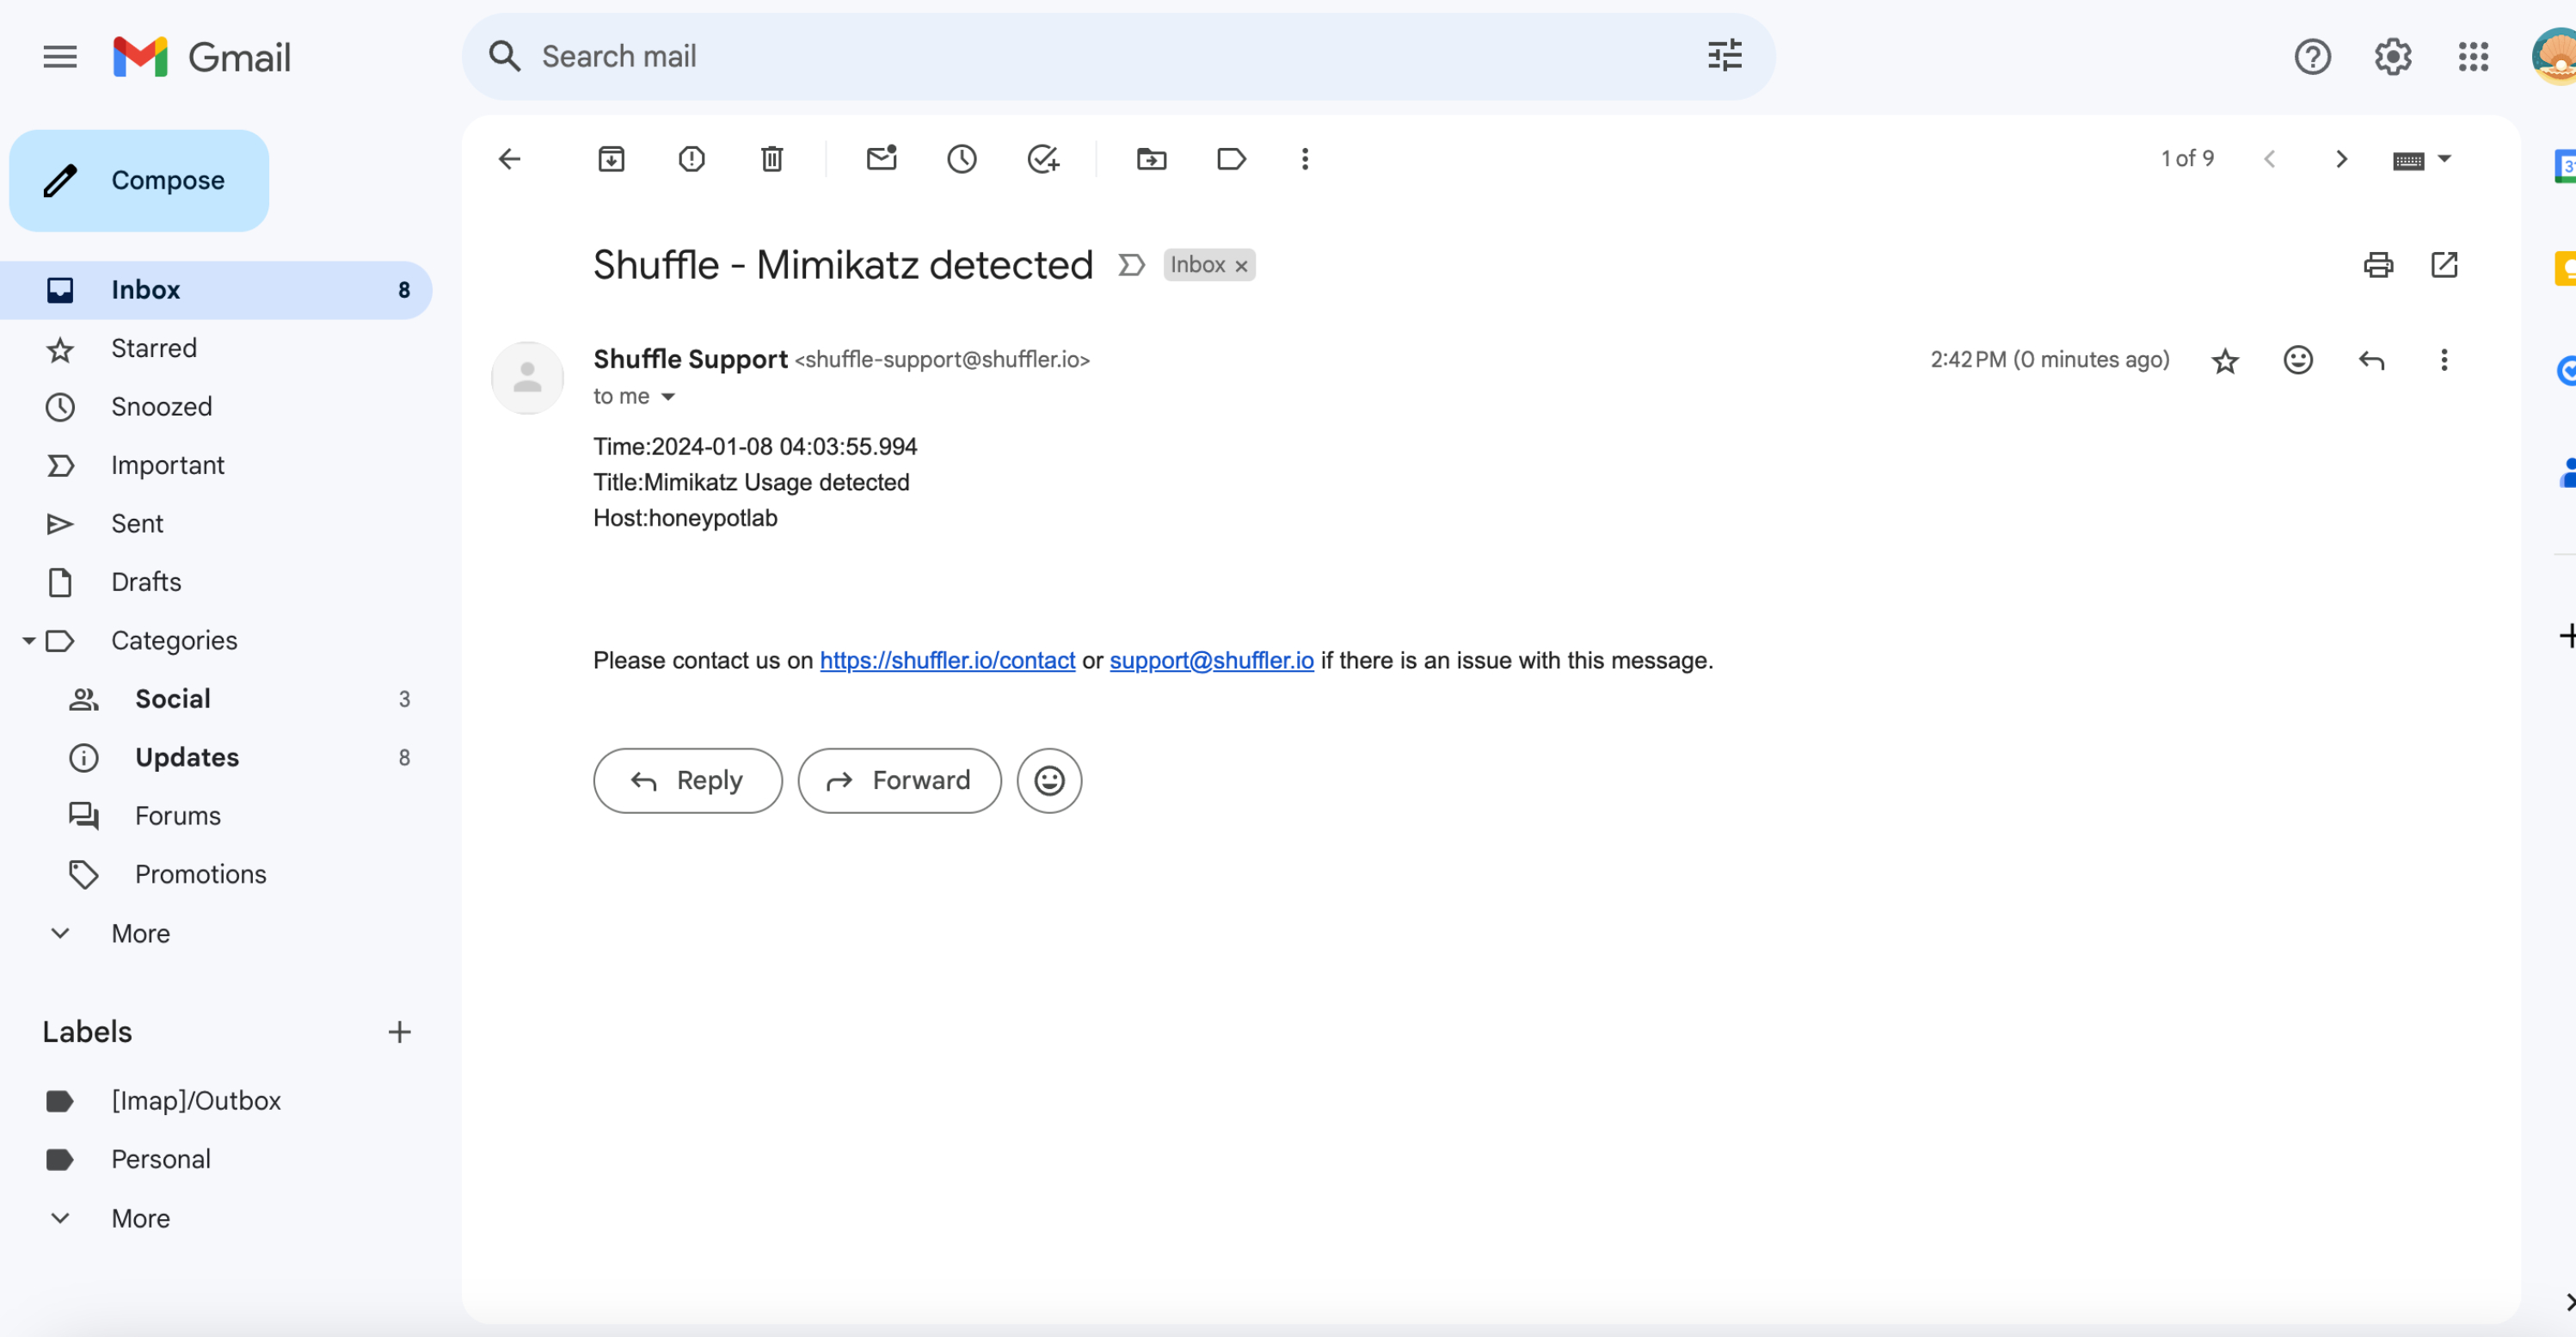 Gmail
Search mail
Compose
1 of 9
Inbox 8
Starred
Snoozed
Important
Sent
Drafts
Categories
Social 3
Updates 8
Forums
Promotions
More
Labels
[Imap]/Outbox
Personal
More
Shuffle - Mimikatz detected Inbox ×
Shuffle Support <shuffle-support@shuffler.io> 2:42 PM (0 minutes ago)
to me
Time:2024-01-08 04:03:55.994
Title:Mimikatz Usage detected
Host:honeypotlab
Please contact us on https://shuffler.io/contact or support@shuffler.io if there is an issue with this message.
Reply Forward